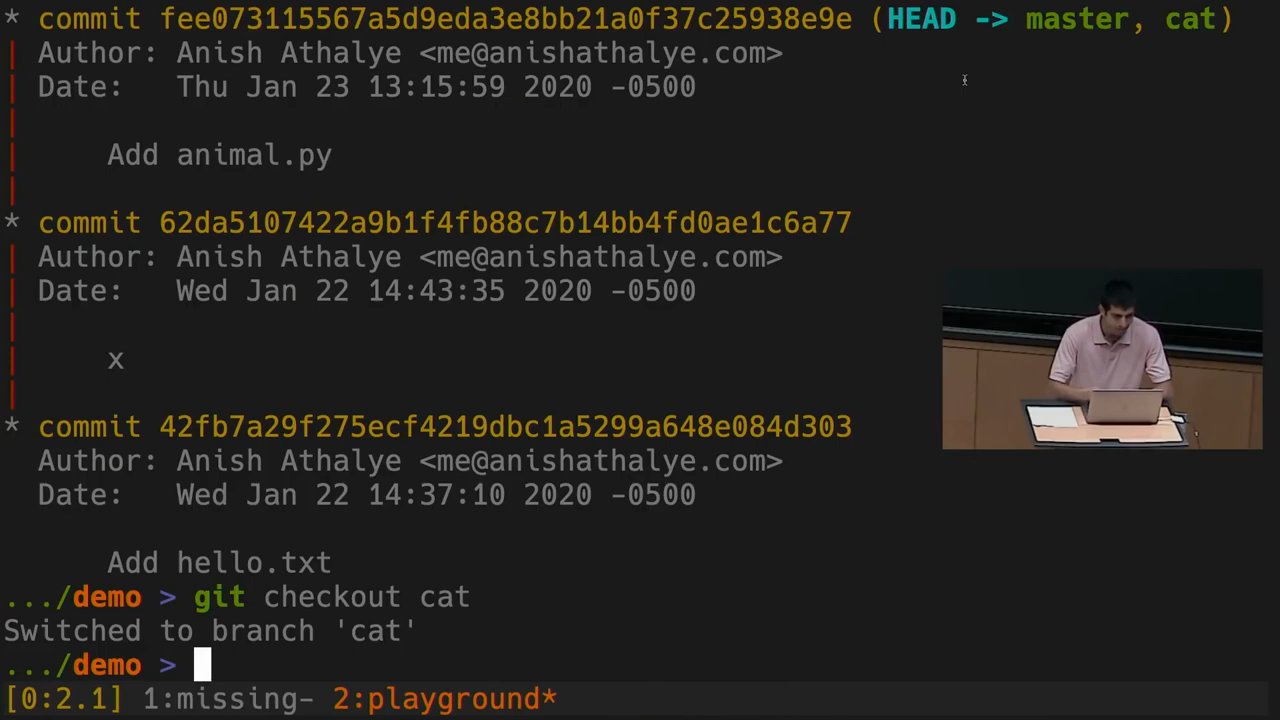 * commit fee073115567a5d9eda3e8bb21a0f37c25938e9e (HEAD -> master, cat)
| Author: Anish Athalye <me@anishathalye.com>
| Date:   Thu Jan 23 13:15:59 2020 -0500
|
|     Add animal.py
|
* commit 62da5107422a9b1f4fb88c7b14bb4fd0ae1c6a77
| Author: Anish Athalye <me@anishathalye.com>
| Date:   Wed Jan 22 14:43:35 2020 -0500
|
|     x
|
* commit 42fb7a29f275ecf4219dbc1a5299a648e084d303
  Author: Anish Athalye <me@anishathalye.com>
  Date:   Wed Jan 22 14:37:10 2020 -0500

      Add hello.txt
.../demo > git checkout cat
Switched to branch 'cat'
.../demo >
[0:2.1] 1:missing- 2:playground*